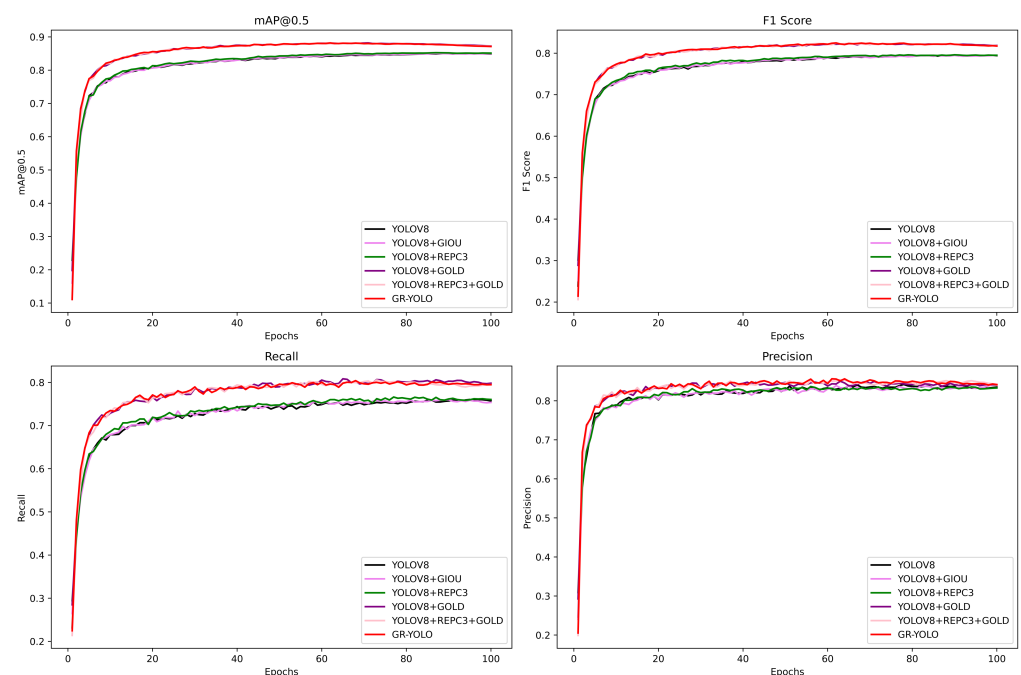 mAP@0.5
mAP@0.5
0.9
0.8
0.7
0.6
0.5
0.4
0.3
0.2
0.1
0 20 40 60 80 100
Epochs
YOLOV8
YOLOV8+GIOU
YOLOV8+REPC3
YOLOV8+GOLD
YOLOV8+REPC3+GOLD
GR-YOLO
F1 Score
F1 Score
0.8
0.7
0.6
0.5
0.4
0.3
0.2
0 20 40 60 80 100
Epochs
YOLOV8
YOLOV8+GIOU
YOLOV8+REPC3
YOLOV8+GOLD
YOLOV8+REPC3+GOLD
GR-YOLO
Recall
Recall
0.8
0.7
0.6
0.5
0.4
0.3
0.2
0 20 40 60 80 100
Epochs
YOLOV8
YOLOV8+GIOU
YOLOV8+REPC3
YOLOV8+GOLD
YOLOV8+REPC3+GOLD
GR-YOLO
Precision
Precision
0.8
0.7
0.6
0.5
0.4
0.3
0.2
0 20 40 60 80 100
Epochs
YOLOV8
YOLOV8+GIOU
YOLOV8+REPC3
YOLOV8+GOLD
YOLOV8+REPC3+GOLD
GR-YOLO